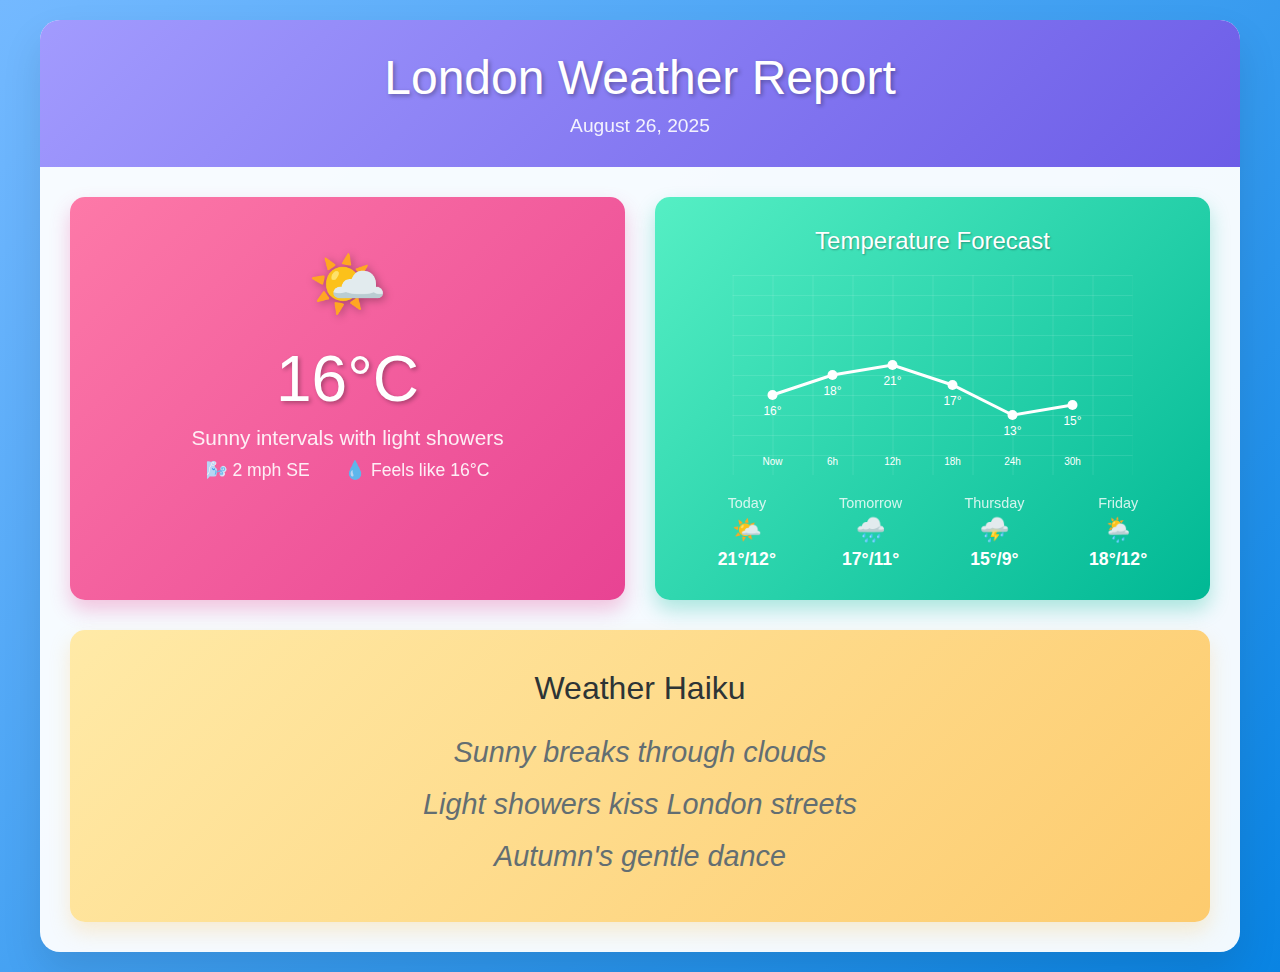 London Weather Report
August 26, 2025
16°C
Sunny intervals with light showers
2 mph SE
Feels like 16°C
Temperature Forecast
16°
18°
21°
17°
13°
15°
Now
6h
12h
18h
24h
30h
Today
Tomorrow
Thursday
Friday
21°/12°
17°/11°
15°/9°
18°/12°
Weather Haiku
Sunny breaks through clouds
Light showers kiss London streets
Autumn's gentle dance